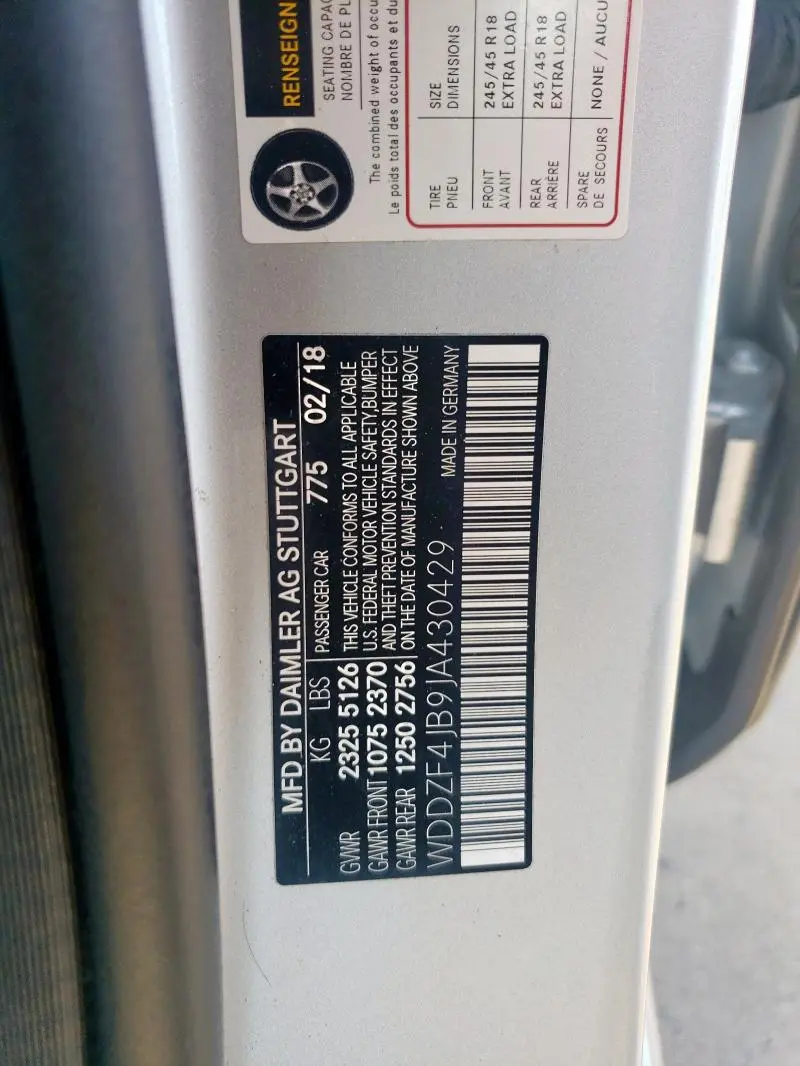 MFD BY DAIMLER AG STUTTGART
KG LBS PASSENGER CAR 775 02/18
GVWR 2325 5126 THIS VEHICLE CONFORMS TO ALL APPLICABLE
GAWR FRONT 1075 2370 U.S. FEDERAL MOTOR VEHICLE SAFETY, BUMPER
AND THEFT PREVENTION STANDARDS IN EFFECT
GAWR REAR 1250 2756 ON THE DATE OF MANUFACTURE SHOWN ABOVE
WDDZF4JB9JA430429 MADE IN GERMANY
RENSEIGN
SEATING CAPAC
NOMBRE DE PL
The combined weight of occu
Le poids total des occupants et du
TIRE SIZE
PNEU DIMENSIONS
FRONT 245/45 R18
AVANT EXTRA LOAD
REAR 245/45 R18
ARRIÈRE EXTRA LOAD
SPARE NONE / AUCU
DE SECOURS